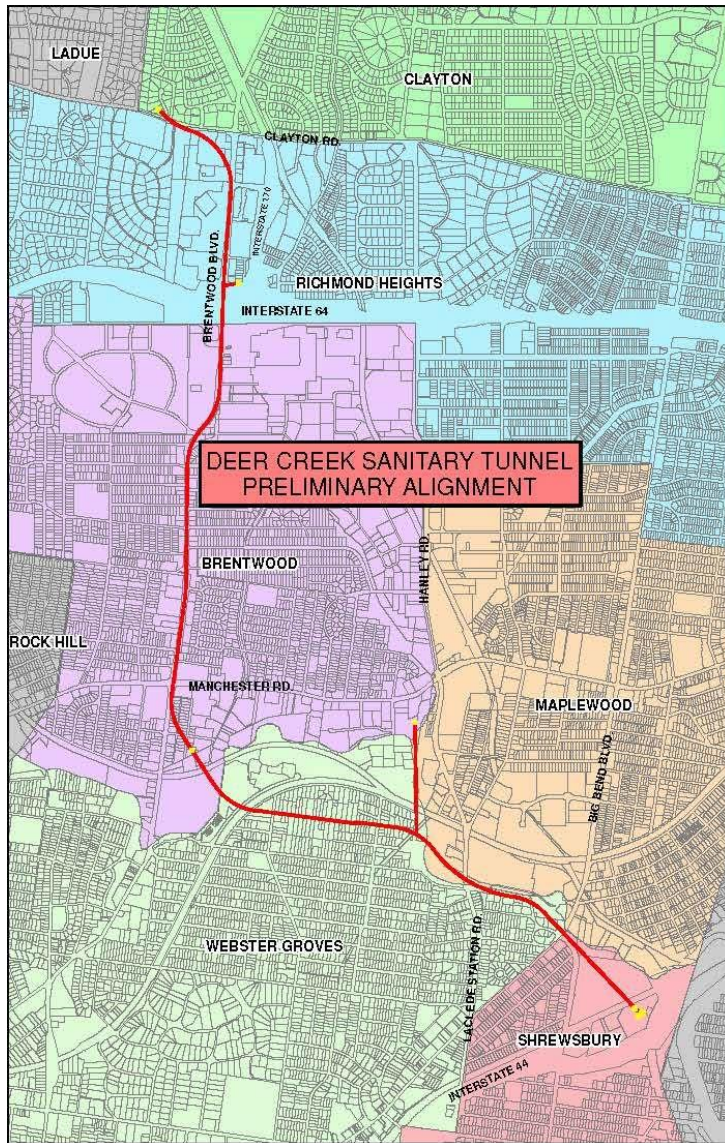 LADUE
CLAYTON
CLAYTON RD.
INTERSTATE 170
BRENTWOOD BLVD.
RICHMOND HEIGHTS
INTERSTATE 64
DEER CREEK SANITARY TUNNEL
PRELIMINARY ALIGNMENT
BRENTWOOD
HANLEY RD.
ROCK HILL
MANCHESTER RD.
MAPLEWOOD
BIG BEND BLVD.
WEBSTER GROVES
LACLEDE STATION RD.
SHREWSBURY
INTERSTATE 44